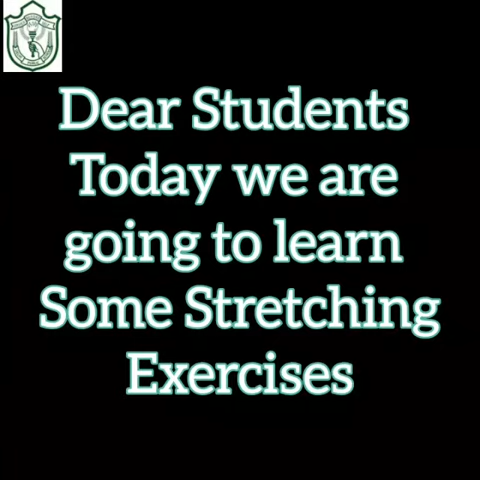 Dear Students
Today we are
going to learn
Some Stretching
Exercises